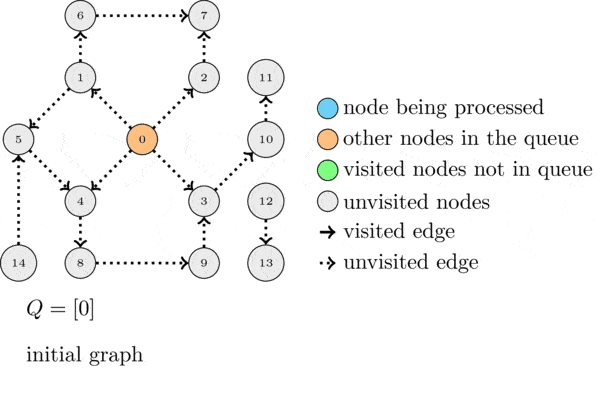 6 7
1 2 11
5 0 10
4 3 12
14 8 9 13
node being processed
other nodes in the queue
visited nodes not in queue
unvisited nodes
visited edge
unvisited edge
Q = [0]
initial graph